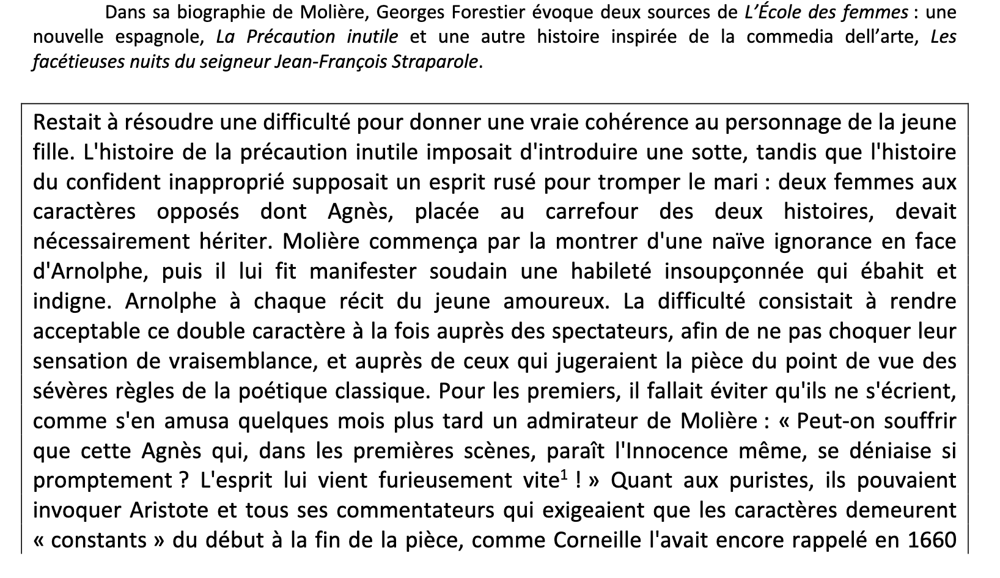 Dans sa biographie de Molière, Georges Forestier évoque deux sources de L’École des femmes : une
nouvelle espagnole, La Précaution inutile et une autre histoire inspirée de la commedia dell’arte, Les
facétieuses nuits du seigneur Jean-François Straparole.
Restait à résoudre une difficulté pour donner une vraie cohérence au personnage de la jeune
fille. L'histoire de la précaution inutile imposait d'introduire une sotte, tandis que l'histoire
du confident inapproprié supposait un esprit rusé pour tromper le mari : deux femmes aux
caractères opposés dont Agnès, placée au carrefour des deux histoires, devait
nécessairement hériter. Molière commença par la montrer d'une naïve ignorance en face
d'Arnolphe, puis il lui fit manifester soudain une habileté insoupçonnée qui ébahit et
indigne. Arnolphe à chaque récit du jeune amoureux. La difficulté consistait à rendre
acceptable ce double caractère à la fois auprès des spectateurs, afin de ne pas choquer leur
sensation de vraisemblance, et auprès de ceux qui jugeraient la pièce du point de vue des
sévères règles de la poétique classique. Pour les premiers, il fallait éviter qu'ils ne s'écrient,
comme s'en amusa quelques mois plus tard un admirateur de Molière : « Peut-on souffrir
que cette Agnès qui, dans les premières scènes, paraît l'Innocence même, se déniaise si
promptement ? L'esprit lui vient furieusement vite¹ ! » Quant aux puristes, ils pouvaient
invoquer Aristote et tous ses commentateurs qui exigeaient que les caractères demeurent
« constants » du début à la fin de la pièce, comme Corneille l'avait encore rappelé en 1660